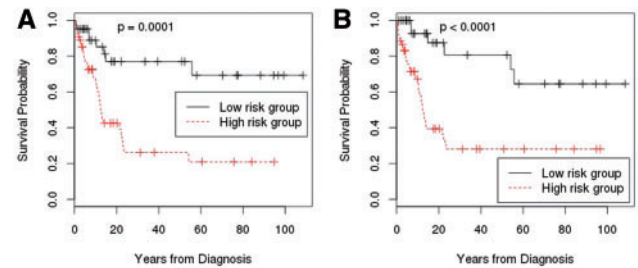 A
p = 0.0001
Survival Probability
1.0
0.8
0.6
0.4
0.2
0.0
Low risk group
High risk group
0 20 40 60 80 100
Years from Diagnosis
B
p < 0.0001
Survival Probability
1.0
0.8
0.6
0.4
0.2
0.0
Low risk group
High risk group
0 20 40 60 80 100
Years from Diagnosis